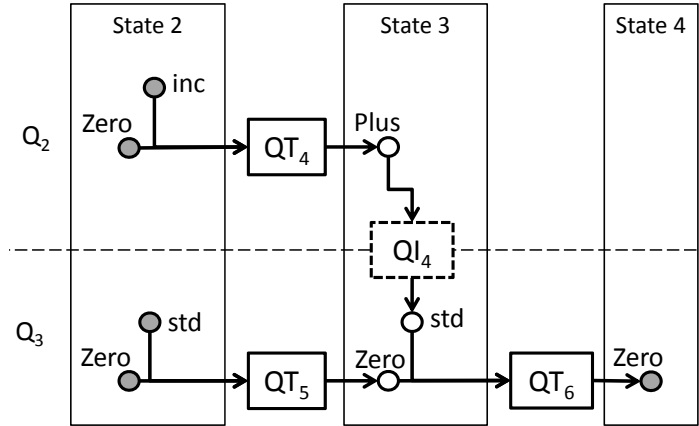 State 2
State 3
State 4
inc
Zero
Plus
Q₂
QT₄
QI₄
Q₃
std
std
Zero
Zero
Zero
QT₅
QT₆